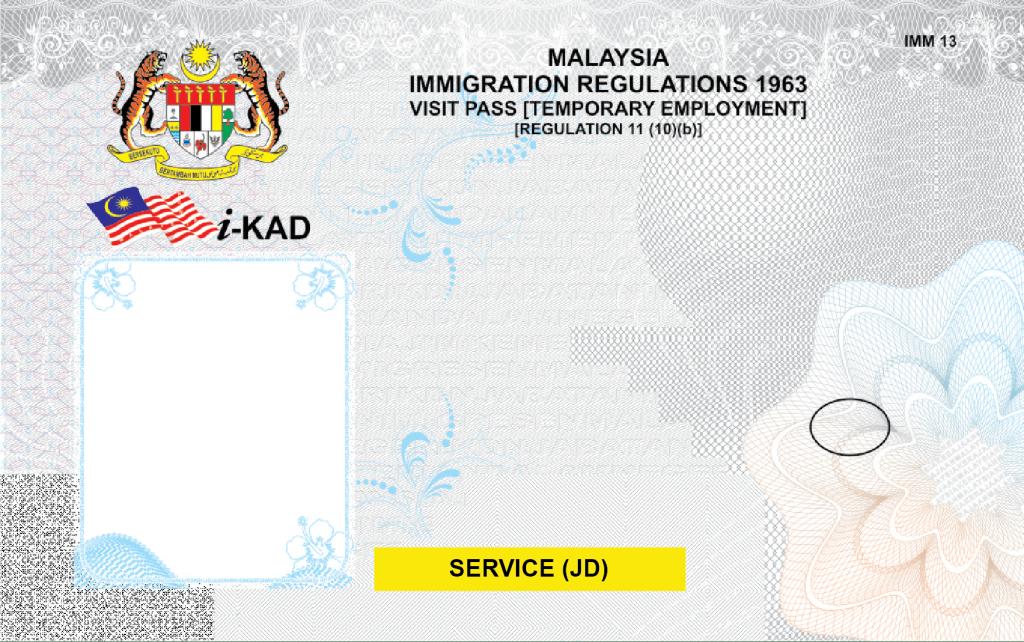 IMM 13
MALAYSIA
IMMIGRATION REGULATIONS 1963
VISIT PASS [TEMPORARY EMPLOYMENT]
[REGULATION 11 (10)(b)]
BERSEKUTU
BERTAMBAH MUTU
i-KAD
SERVICE (JD)